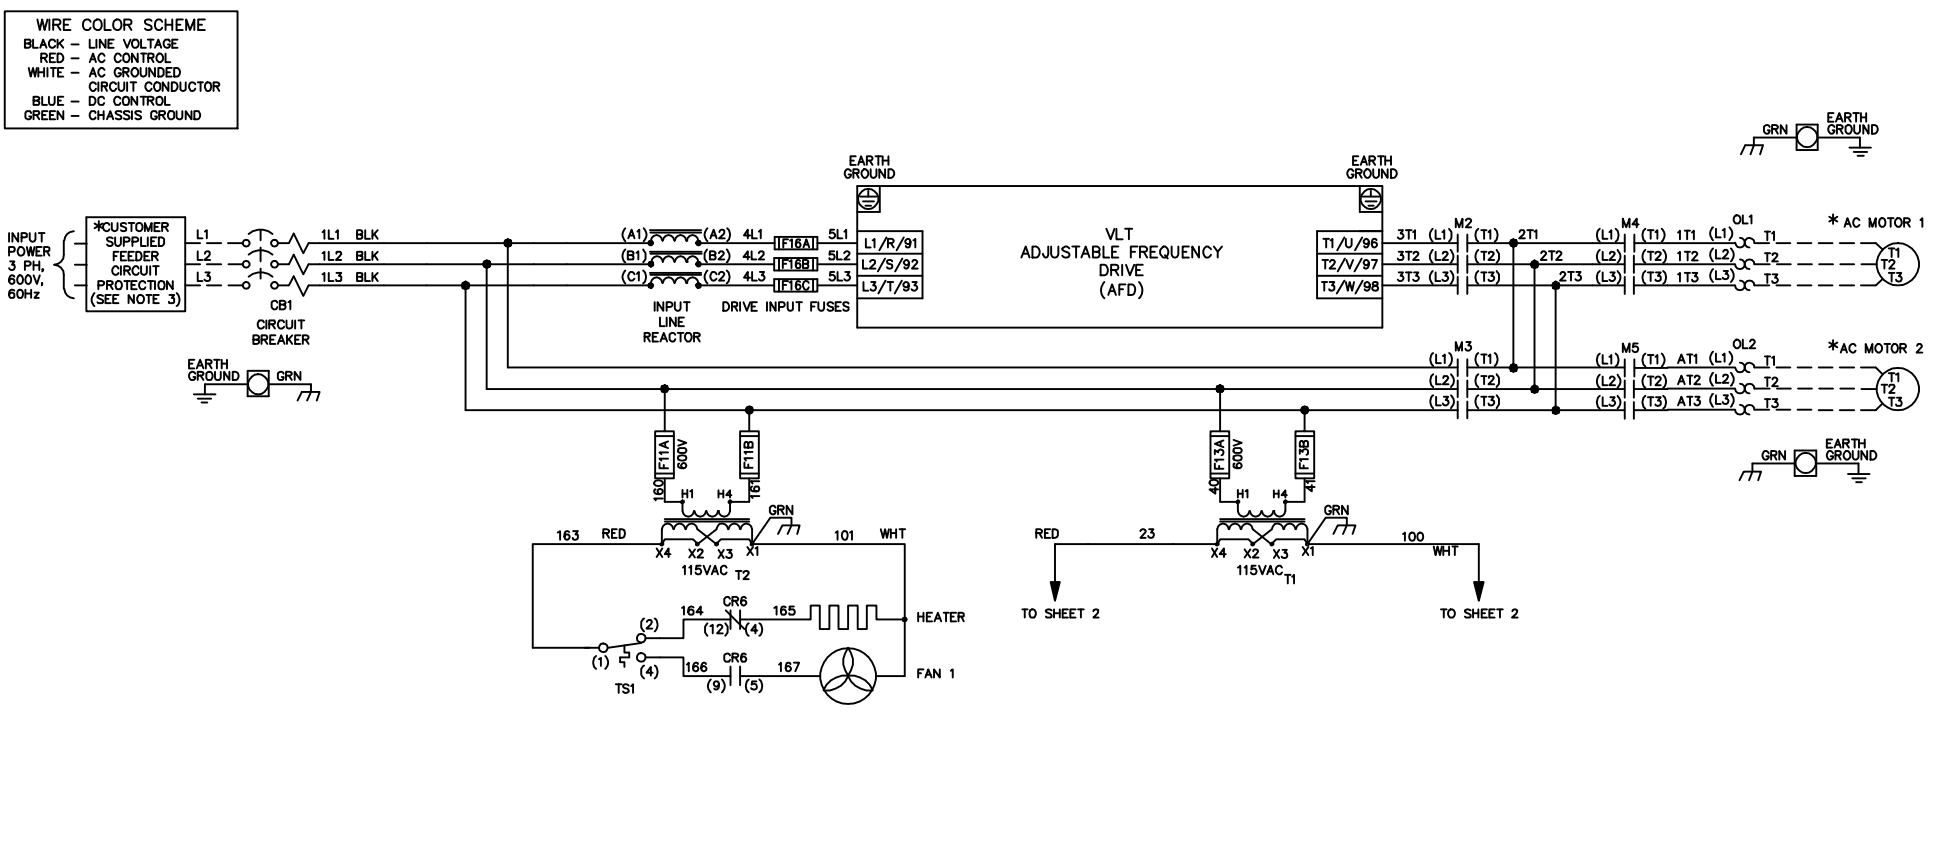 WIRE COLOR SCHEME
BLACK – LINE VOLTAGE
RED – AC CONTROL
WHITE – AC GROUNDED
CIRCUIT CONDUCTOR
BLUE – DC CONTROL
GREEN – CHASSIS GROUND
EARTH
GRN GROUND
EARTH
GROUND
EARTH
GROUND
INPUT
POWER
3 PH,
600V,
60Hz
*CUSTOMER
SUPPLIED
FEEDER
CIRCUIT
PROTECTION
(SEE NOTE 3)
L1
L2
L3
CB1
CIRCUIT
BREAKER
1L1 BLK
1L2 BLK
1L3 BLK
(A1) (A2) 4L1 F16A 5L1
(B1) (B2) 4L2 F16B 5L2
(C1) (C2) 4L3 F16C 5L3
INPUT
LINE
REACTOR
DRIVE INPUT FUSES
L1/R/91
L2/S/92
L3/T/93
VLT
ADJUSTABLE FREQUENCY
DRIVE
(AFD)
T1/U/96
T2/V/97
T3/W/98
M2 M4 OL1 * AC MOTOR 1
3T1 (L1) (T1) 2T1 (L1) (T1) 1T1 (L1) T1
3T2 (L2) (T2) 2T2 (L2) (T2) 1T2 (L2) T2
3T3 (L3) (T3) 2T3 (L3) (T3) 1T3 (L3) T3
T1
T2
T3
M3 M5 OL2 *AC MOTOR 2
(L1) (T1) (L1) (T1) AT1 (L1) T1
(L2) (T2) (L2) (T2) AT2 (L2) T2
(L3) (T3) (L3) (T3) AT3 (L3) T3
T1
T2
T3
EARTH
GROUND GRN
EARTH
GRN GROUND
F11A
600V
F11B
160
161
H1 H4
GRN
163 RED
101 WHT
X4 X2 X3 X1
115VAC T2
F13A
600V
F13B
40
41
H1 H4
GRN
RED 23
100 WHT
X4 X2 X3 X1
115VAC T1
TO SHEET 2
TO SHEET 2
CR6
164 165
(12) (4)
HEATER
(2)
(1)
(4)
TS1
CR6
166 167
(9) (5)
FAN 1